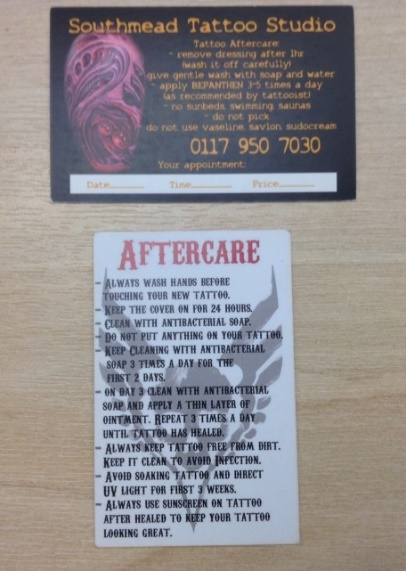 Southmead Tattoo Studio
Tattoo Aftercare:
- remove dressing after 1hr
(wash it off carefully)
give gentle wash with soap and water
- apply BEPANTHEN 3-5 times a day
(as recommended by tattooist)
- no sunbeds, swimming, saunas
- do not pick
do not use vaseline, savlon, sudocream
0117 950 7030
Your appointment:
Date______ Time______ Price______
AFTERCARE
- ALWAYS WASH HANDS BEFORE
TOUCHING YOUR NEW TATTOO.
- KEEP THE COVER ON FOR 24 HOURS.
- CLEAN WITH ANTIBACTERIAL SOAP.
- DO NOT PUT ANYTHING ON YOUR TATTOO.
- KEEP CLEANING WITH ANTIBACTERIAL
SOAP 3 TIMES A DAY FOR THE
FIRST 2 DAYS.
- ON DAY 3 CLEAN WITH ANTIBACTERIAL
SOAP AND APPLY A THIN LAYER OF
OINTMENT. REPEAT 3 TIMES A DAY
UNTIL TATTOO HAS HEALED.
- ALWAYS KEEP TATTOO FREE FROM DIRT.
KEEP IT CLEAN TO AVOID INFECTION.
- AVOID SOAKING TATTOO AND DIRECT
UV LIGHT FOR FIRST 3 WEEKS.
- ALWAYS USE SUNSCREEN ON TATTOO
AFTER HEALED TO KEEP YOUR TATTOO
LOOKING GREAT.